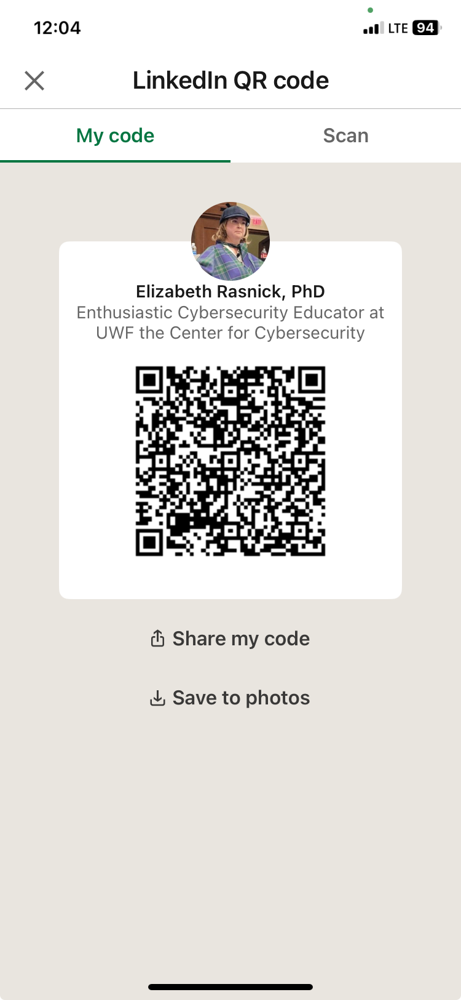 12:04
LTE 94
LinkedIn QR code
My code
Scan
EXIT
Elizabeth Rasnick, PhD
Enthusiastic Cybersecurity Educator at
UWF the Center for Cybersecurity
Share my code
Save to photos